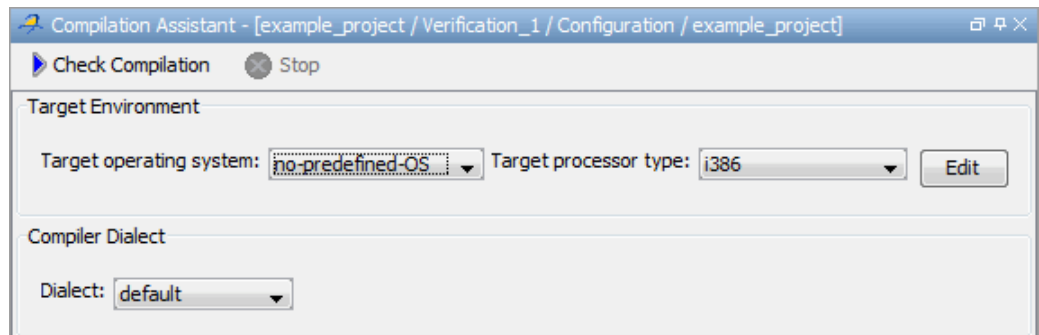 Compilation Assistant - [example_project / Verification_1 / Configuration / example_project]
Check Compilation Stop
Target Environment
Target operating system: no-predefined-OS Target processor type: i386 Edit
Compiler Dialect
Dialect: default